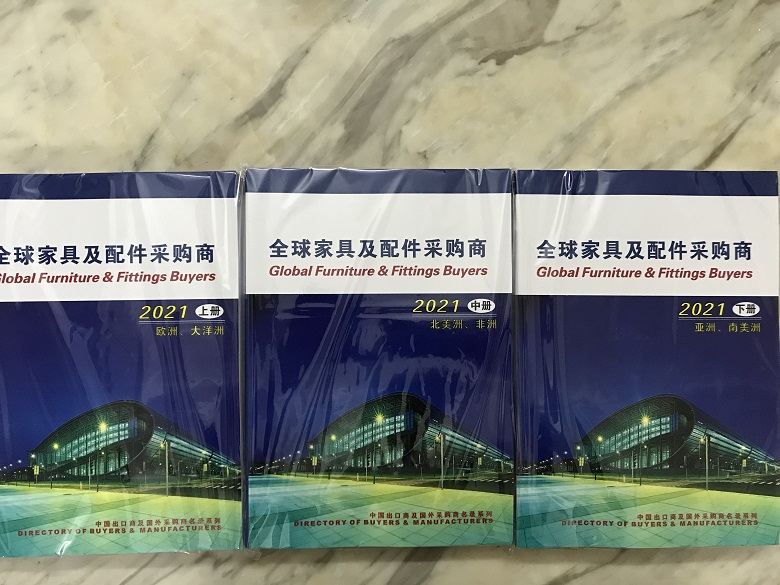 全球家具及配件采购商
Global Furniture & Fittings Buyers
2021 上册
欧洲、大洋洲
中国出口商及国外采购商名录系列
DIRECTORY OF BUYERS & MANUFACTURERS
全球家具及配件采购商
Global Furniture & Fittings Buyers
2021 中册
北美洲、非洲
中国出口商及国外采购商名录系列
DIRECTORY OF BUYERS & MANUFACTURERS
全球家具及配件采购商
Global Furniture & Fittings Buyers
2021 下册
亚洲、南美洲
中国出口商及国外采购商名录系列
DIRECTORY OF BUYERS & MANUFACTURERS